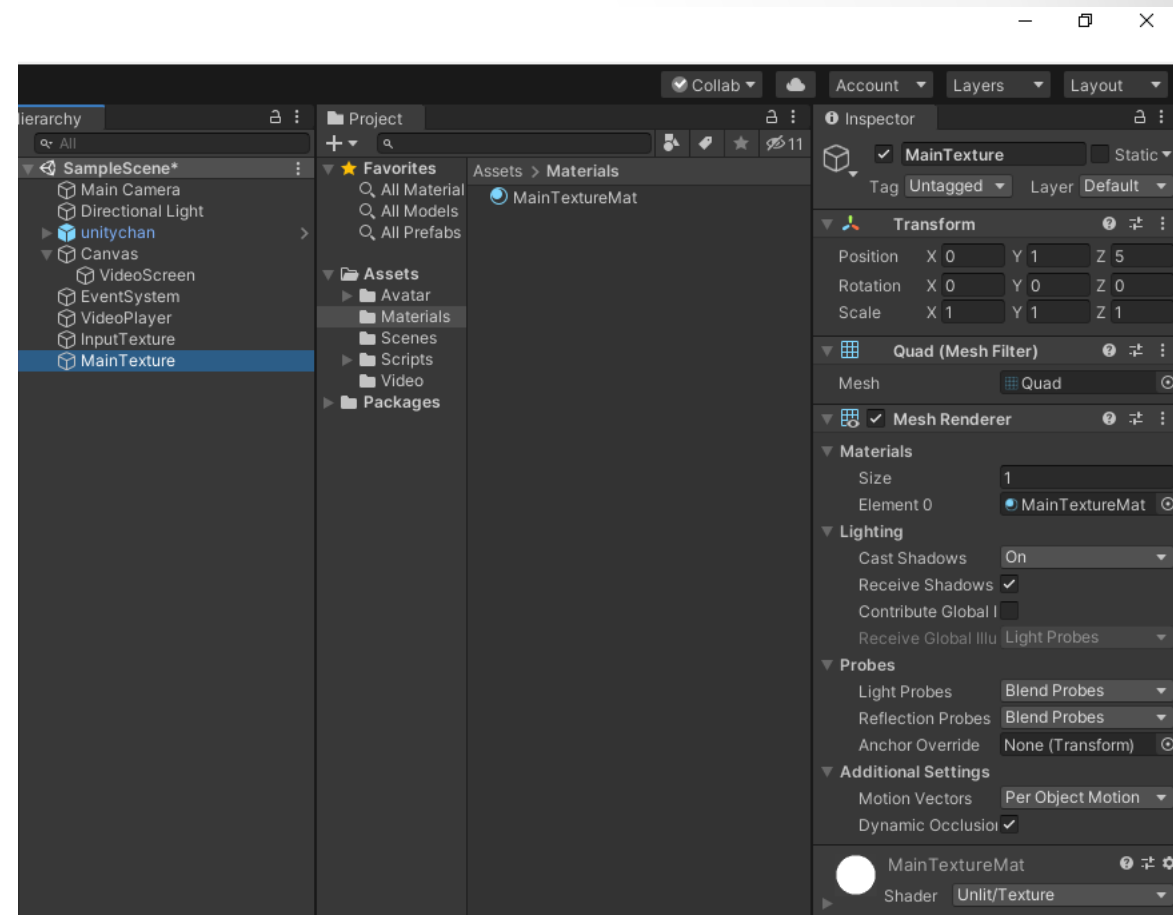 Collab
Account
Layers
Layout
Hierarchy
All
SampleScene*
Main Camera
Directional Light
unitychan
Canvas
VideoScreen
EventSystem
VideoPlayer
InputTexture
MainTexture
Project
11
Favorites
All Material
All Models
All Prefabs
Assets
Avatar
Materials
Scenes
Scripts
Video
Packages
Assets > Materials
MainTextureMat
Inspector
MainTexture Static
Tag Untagged Layer Default
Transform
Position X 0 Y 1 Z 5
Rotation X 0 Y 0 Z 0
Scale X 1 Y 1 Z 1
Quad (Mesh Filter)
Mesh Quad
Mesh Renderer
Materials
Size 1
Element 0 MainTextureMat
Lighting
Cast Shadows On
Receive Shadows
Contribute Global I
Receive Global Illu Light Probes
Probes
Light Probes Blend Probes
Reflection Probes Blend Probes
Anchor Override None (Transform)
Additional Settings
Motion Vectors Per Object Motion
Dynamic Occlusion
MainTextureMat
Shader Unlit/Texture